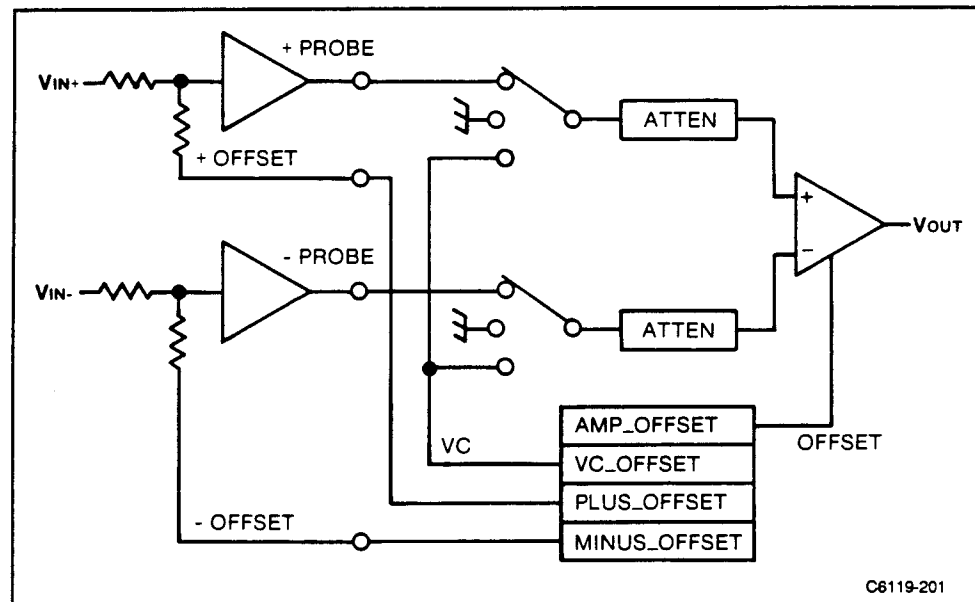 + PROBE
VIN+
ATTEN
+ OFFSET
+
VOUT
- PROBE
−
VIN-
ATTEN
AMP_OFFSET
OFFSET
VC
VC_OFFSET
PLUS_OFFSET
- OFFSET
MINUS_OFFSET
C6119-201